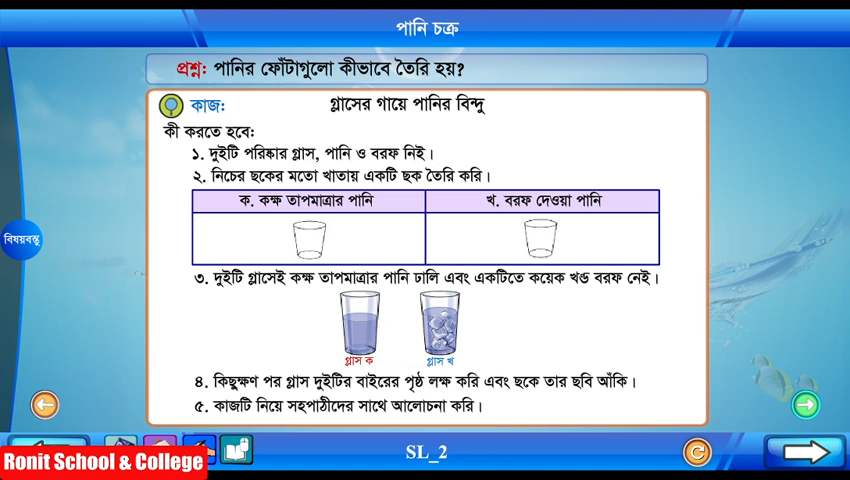 পানি চক্র
প্রশ্ন: পানির ফোঁটাগুলো কীভাবে তৈরি হয়?
কাজ: গ্লাসের গায়ে পানির বিন্দু
কী করতে হবে:
১. দুইটি পরিষ্কার গ্লাস, পানি ও বরফ নিই।
২. নিচের ছকের মতো খাতায় একটি ছক তৈরি করি।
ক. কক্ষ তাপমাত্রার পানি খ. বরফ দেওয়া পানি
বিষয়বস্তু
৩. দুইটি গ্লাসেই কক্ষ তাপমাত্রার পানি ঢালি এবং একটিতে কয়েক খণ্ড বরফ নেই।
গ্লাস ক গ্লাস খ
৪. কিছুক্ষণ পর গ্লাস দুইটির বাইরের পৃষ্ঠ লক্ষ করি এবং ছকে তার ছবি আঁকি।
৫. কাজটি নিয়ে সহপাঠীদের সাথে আলোচনা করি।
SL_2
Ronit School & College